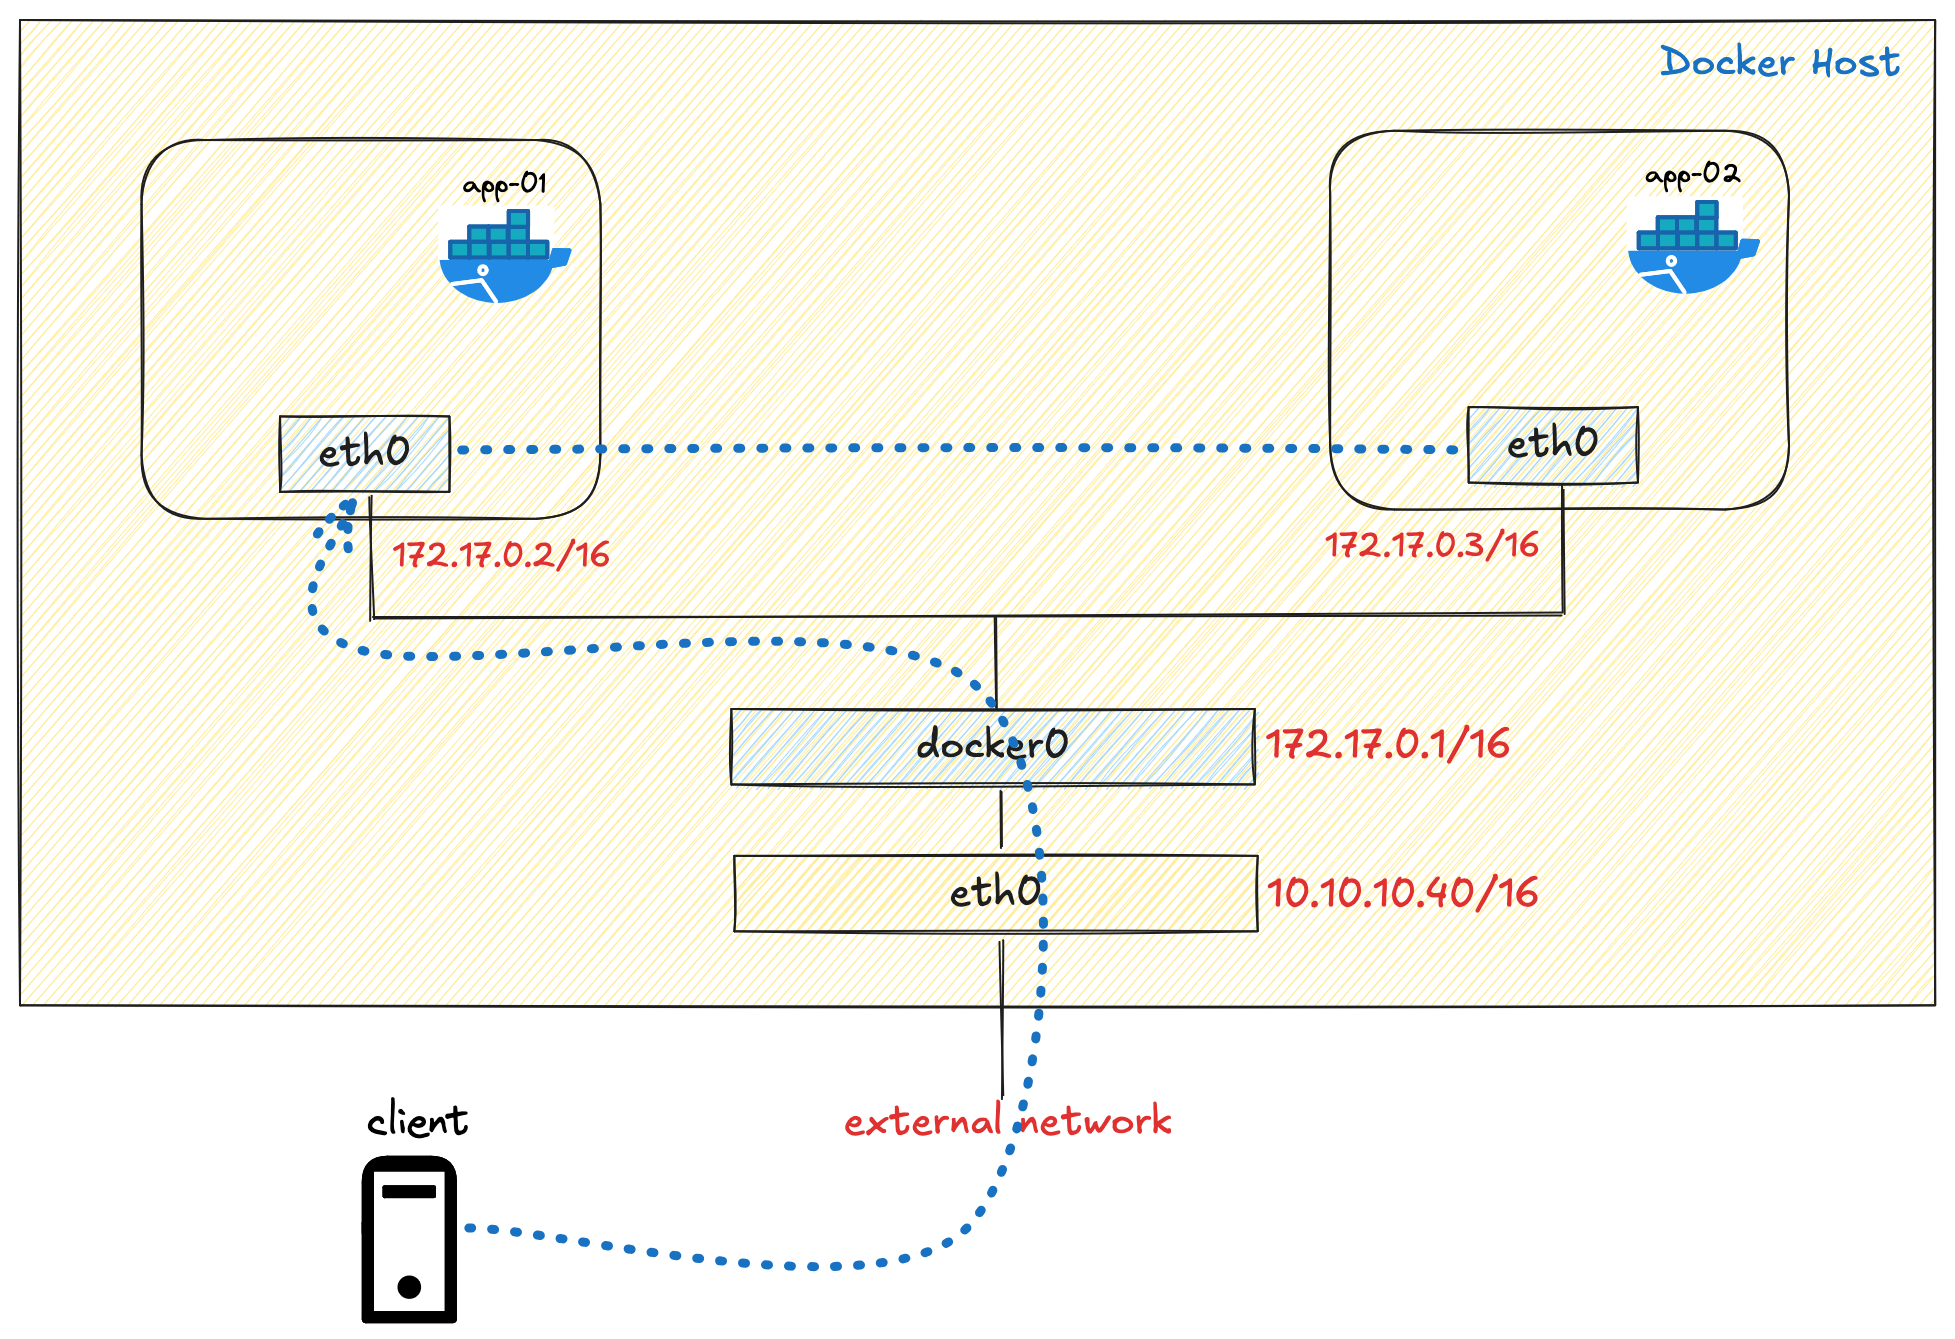 Docker Host
app-01
app-02
eth0
eth0
172.17.0.2/16
172.17.0.3/16
docker0
172.17.0.1/16
eth0
10.10.10.40/16
external network
client